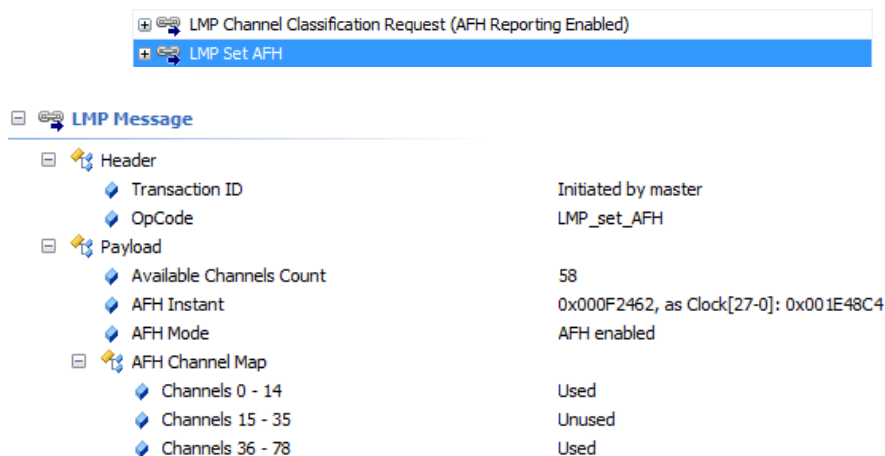 LMP Channel Classification Request (AFH Reporting Enabled)
LMP Set AFH
LMP Message
Header
Transaction ID Initiated by master
OpCode LMP_set_AFH
Payload
Available Channels Count 58
AFH Instant 0x000F2462, as Clock[27-0]: 0x001E48C4
AFH Mode AFH enabled
AFH Channel Map
Channels 0 - 14 Used
Channels 15 - 35 Unused
Channels 36 - 78 Used